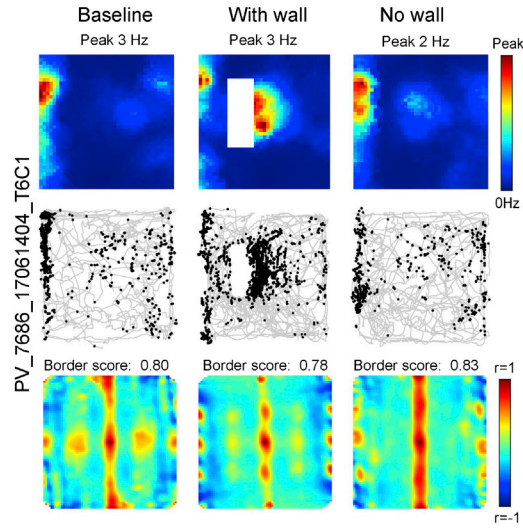 Baseline With wall No wall
Peak 3 Hz Peak 3 Hz Peak 2 Hz
Peak
0Hz
PV_7686_17061404_T6C1
Border score: 0.80 Border score: 0.78 Border score: 0.83
r=1
r=-1